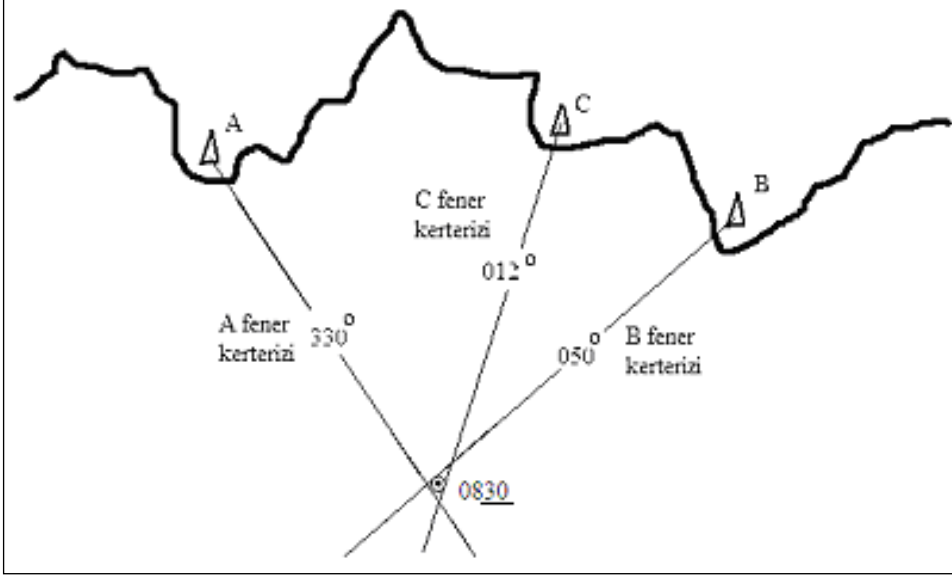 A
C
B
C fener
kerterizi
012°
A fener
kerterizi
330°
050°
B fener
kerterizi
0830